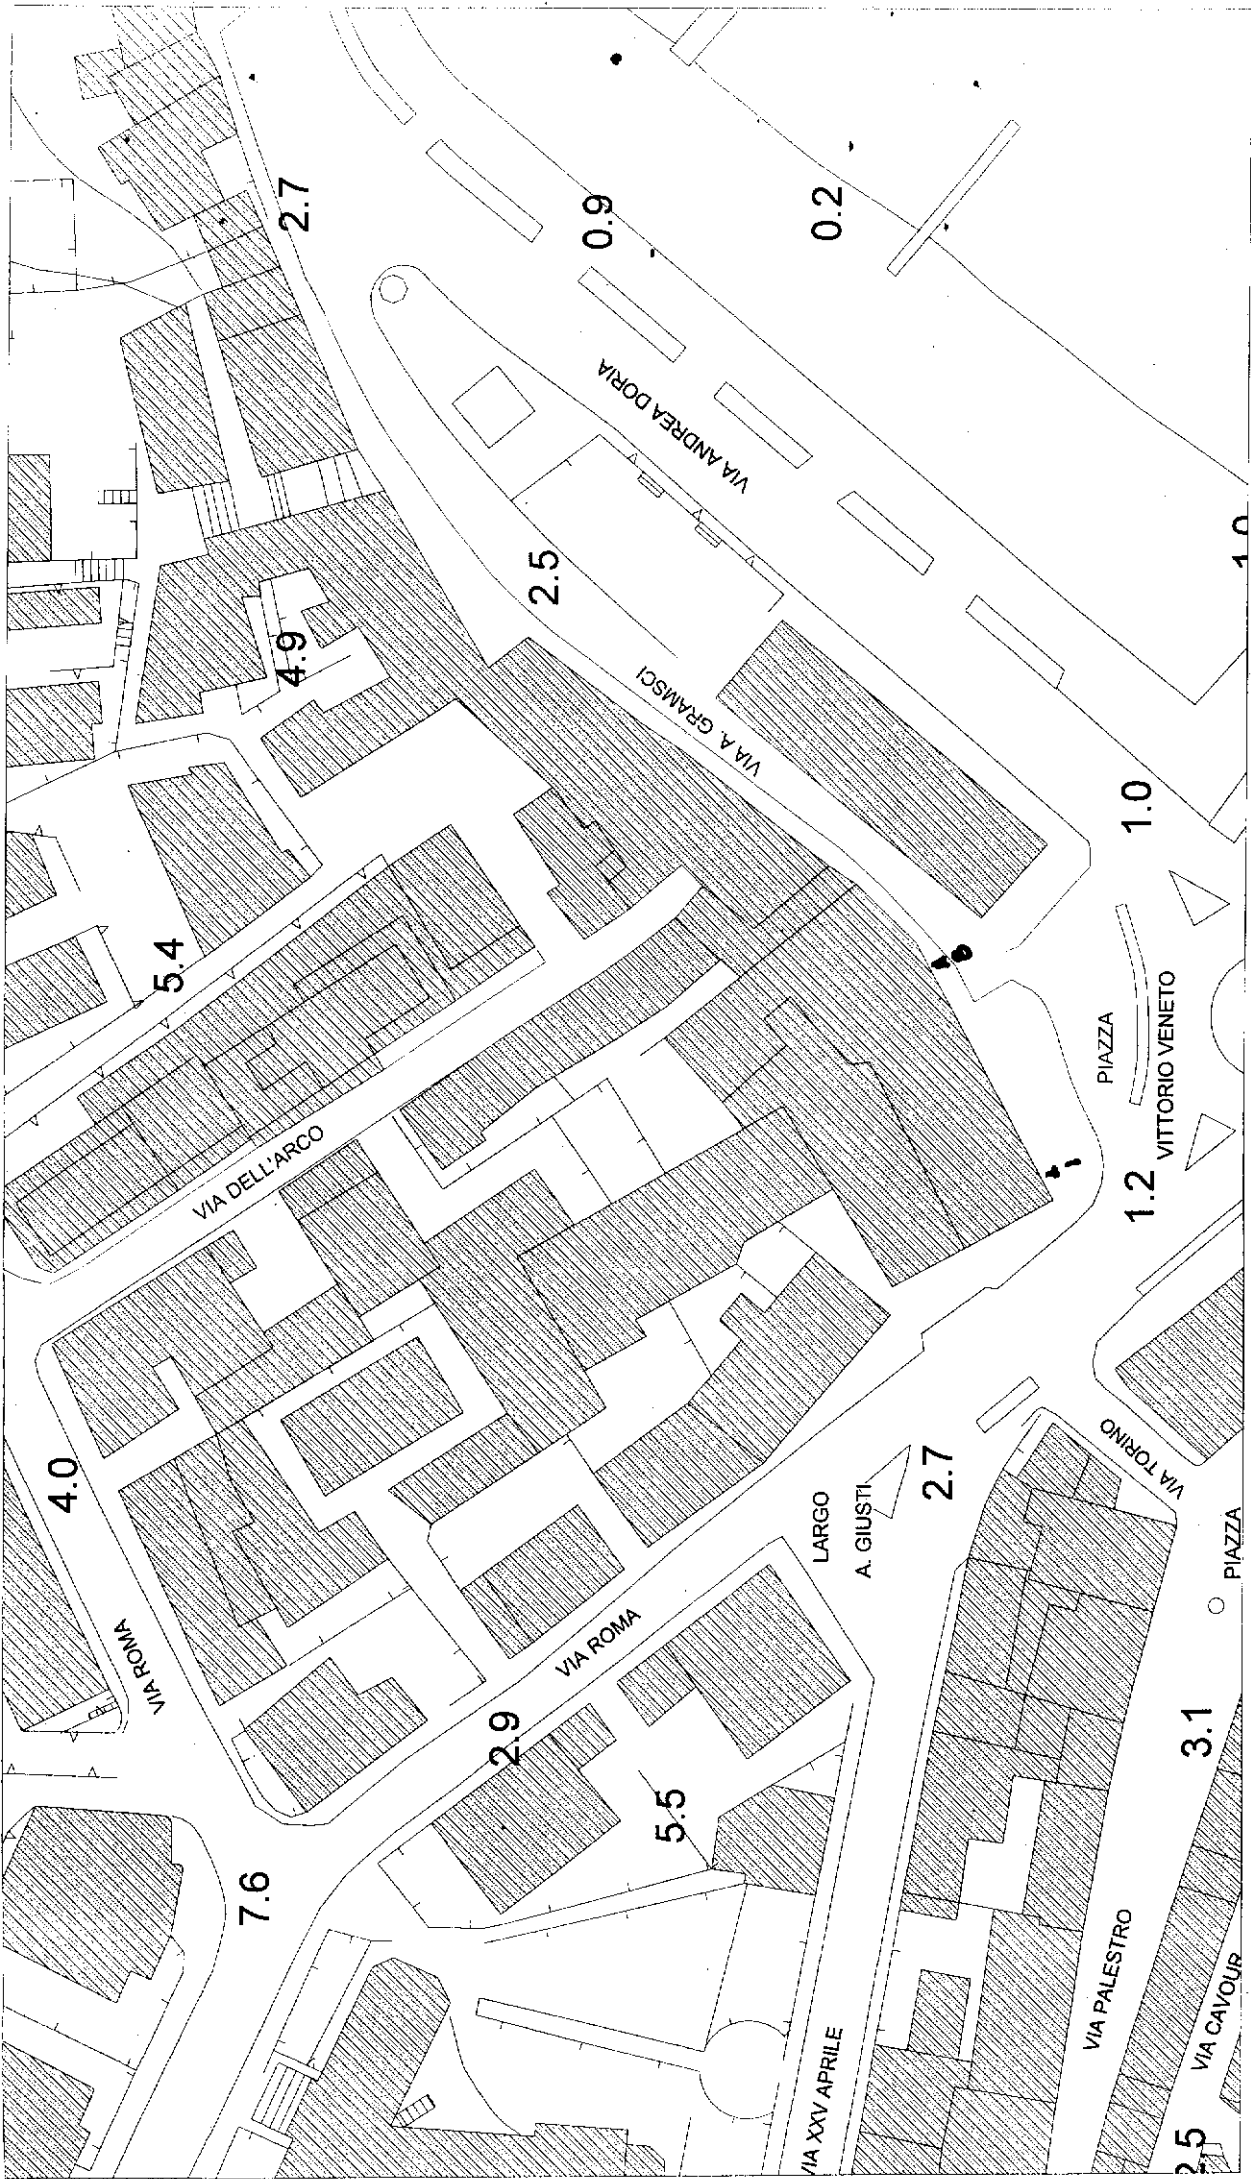 2.7
0.9
0.2
VIA ANDREA DORIA
2.5
4.9
VIA A. GRAMSCI
1.0
5.4
PIAZZA
VITTORIO VENETO
1.2
VIA DELL'ARCO
4.0
VIA ROMA
LARGO
A. GIUSTI
2.7
VIA TORINO
PIAZZA
VIA ROMA
2.9
5.5
3.1
7.6
VIA PALESTRO
VIA CAVOUR
VIA XXV APRILE
2.5